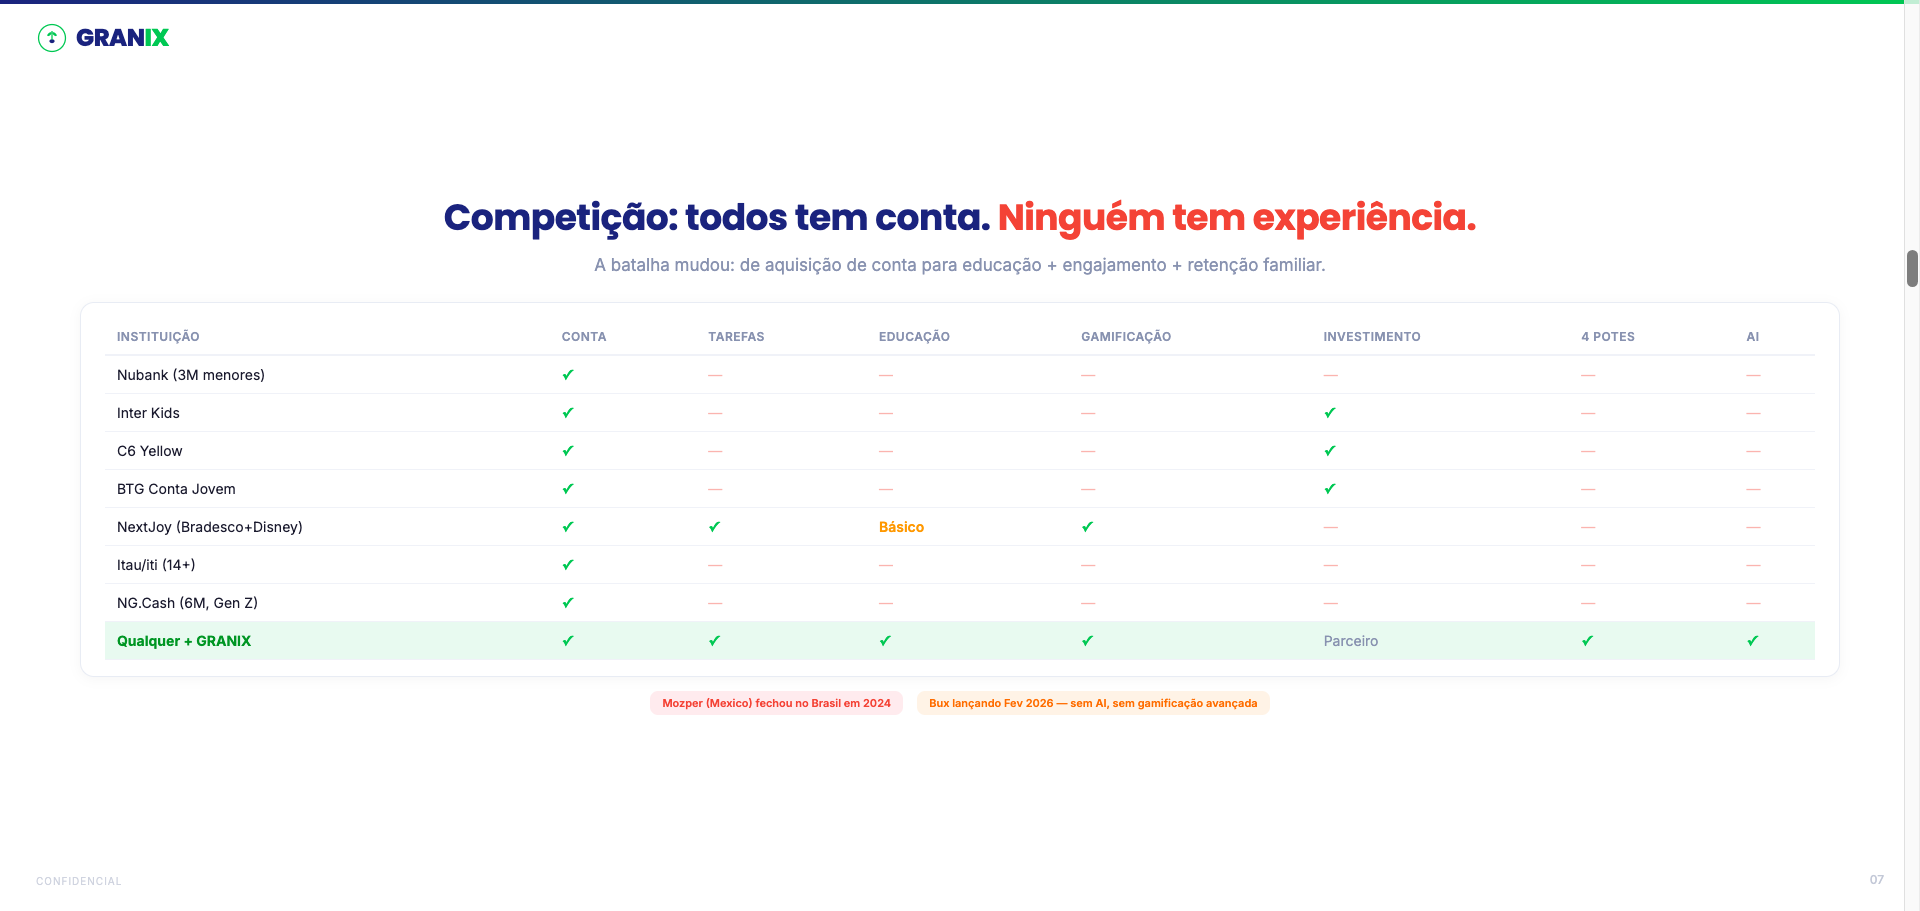 GRANIX
Competição: todos tem conta. Ninguém tem experiência.
A batalha mudou: de aquisição de conta para educação + engajamento + retenção familiar.
INSTITUIÇÃO CONTA TAREFAS EDUCAÇÃO GAMIFICAÇÃO INVESTIMENTO 4 POTES AI
Nubank (3M menores) ✓ — — — — — —
Inter Kids ✓ — — — ✓ — —
C6 Yellow ✓ — — — ✓ — —
BTG Conta Jovem ✓ — — — ✓ — —
NextJoy (Bradesco+Disney) ✓ ✓ Básico ✓ — — —
Itau/iti (14+) ✓ — — — — — —
NG.Cash (6M, Gen Z) ✓ — — — — — —
Qualquer + GRANIX ✓ ✓ ✓ ✓ Parceiro ✓ ✓
Mozper (Mexico) fechou no Brasil em 2024
Bux lançando Fev 2026 — sem AI, sem gamificação avançada
CONFIDENCIAL
07